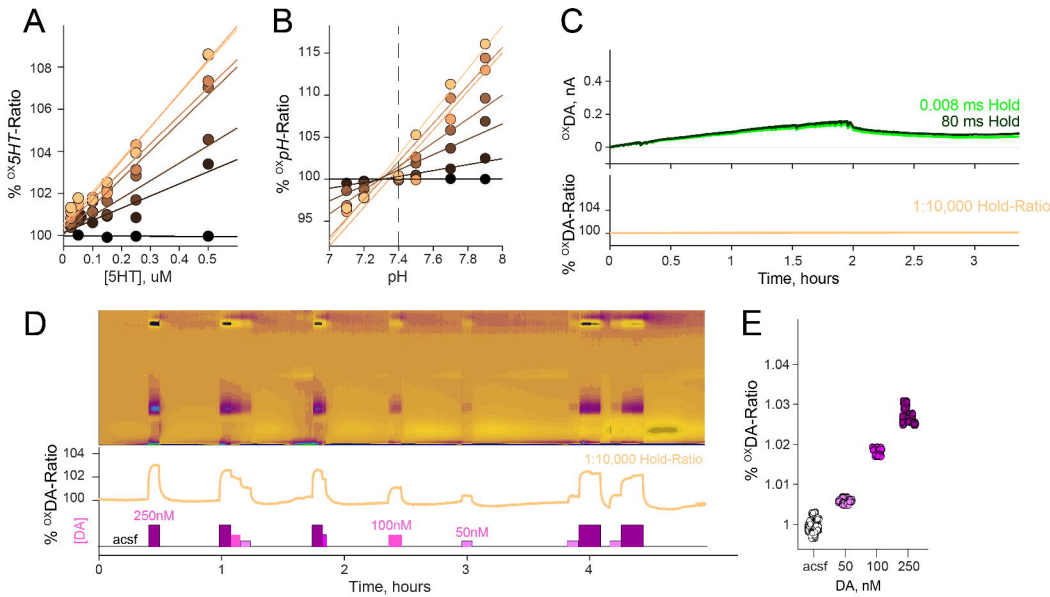 A
% ox5HT-Ratio
108
106
104
102
100
0 0.1 0.2 0.3 0.4 0.5
[5HT], uM
B
% oxpH-Ratio
115
110
105
100
95
7 7.2 7.4 7.6 7.8 8
pH
C
oxDA, nA
0.4
0.2
0
0.008 ms Hold
80 ms Hold
% oxDA-Ratio
104
100
1:10,000 Hold-Ratio
0 1 2 3
0.5 1.5 2.5
Time, hours
D
% oxDA-Ratio
104
102
100
1:10,000 Hold-Ratio
[DA]
acsf
250nM
100nM
50nM
0 1 2 3 4
Time, hours
E
% oxDA-Ratio
1.04
1.03
1.02
1.01
1
acsf 50 100 250
DA, nM